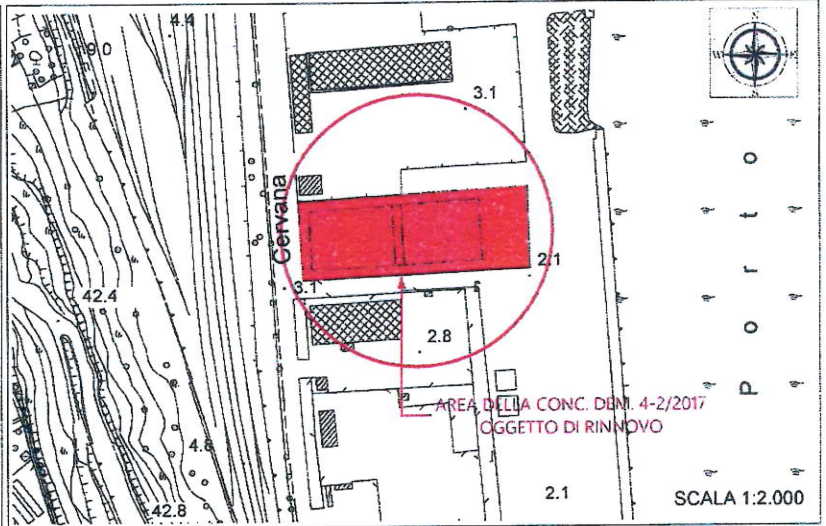 4.4
9.0
3.1
N
W
E
S
Cervana
Porto
3.1
2.1
42.4
2.8
AREA DELLA CONC. DEM. 4-2/2017
OGGETTO DI RINNOVO
4.8
2.1
42.8
SCALA 1:2.000